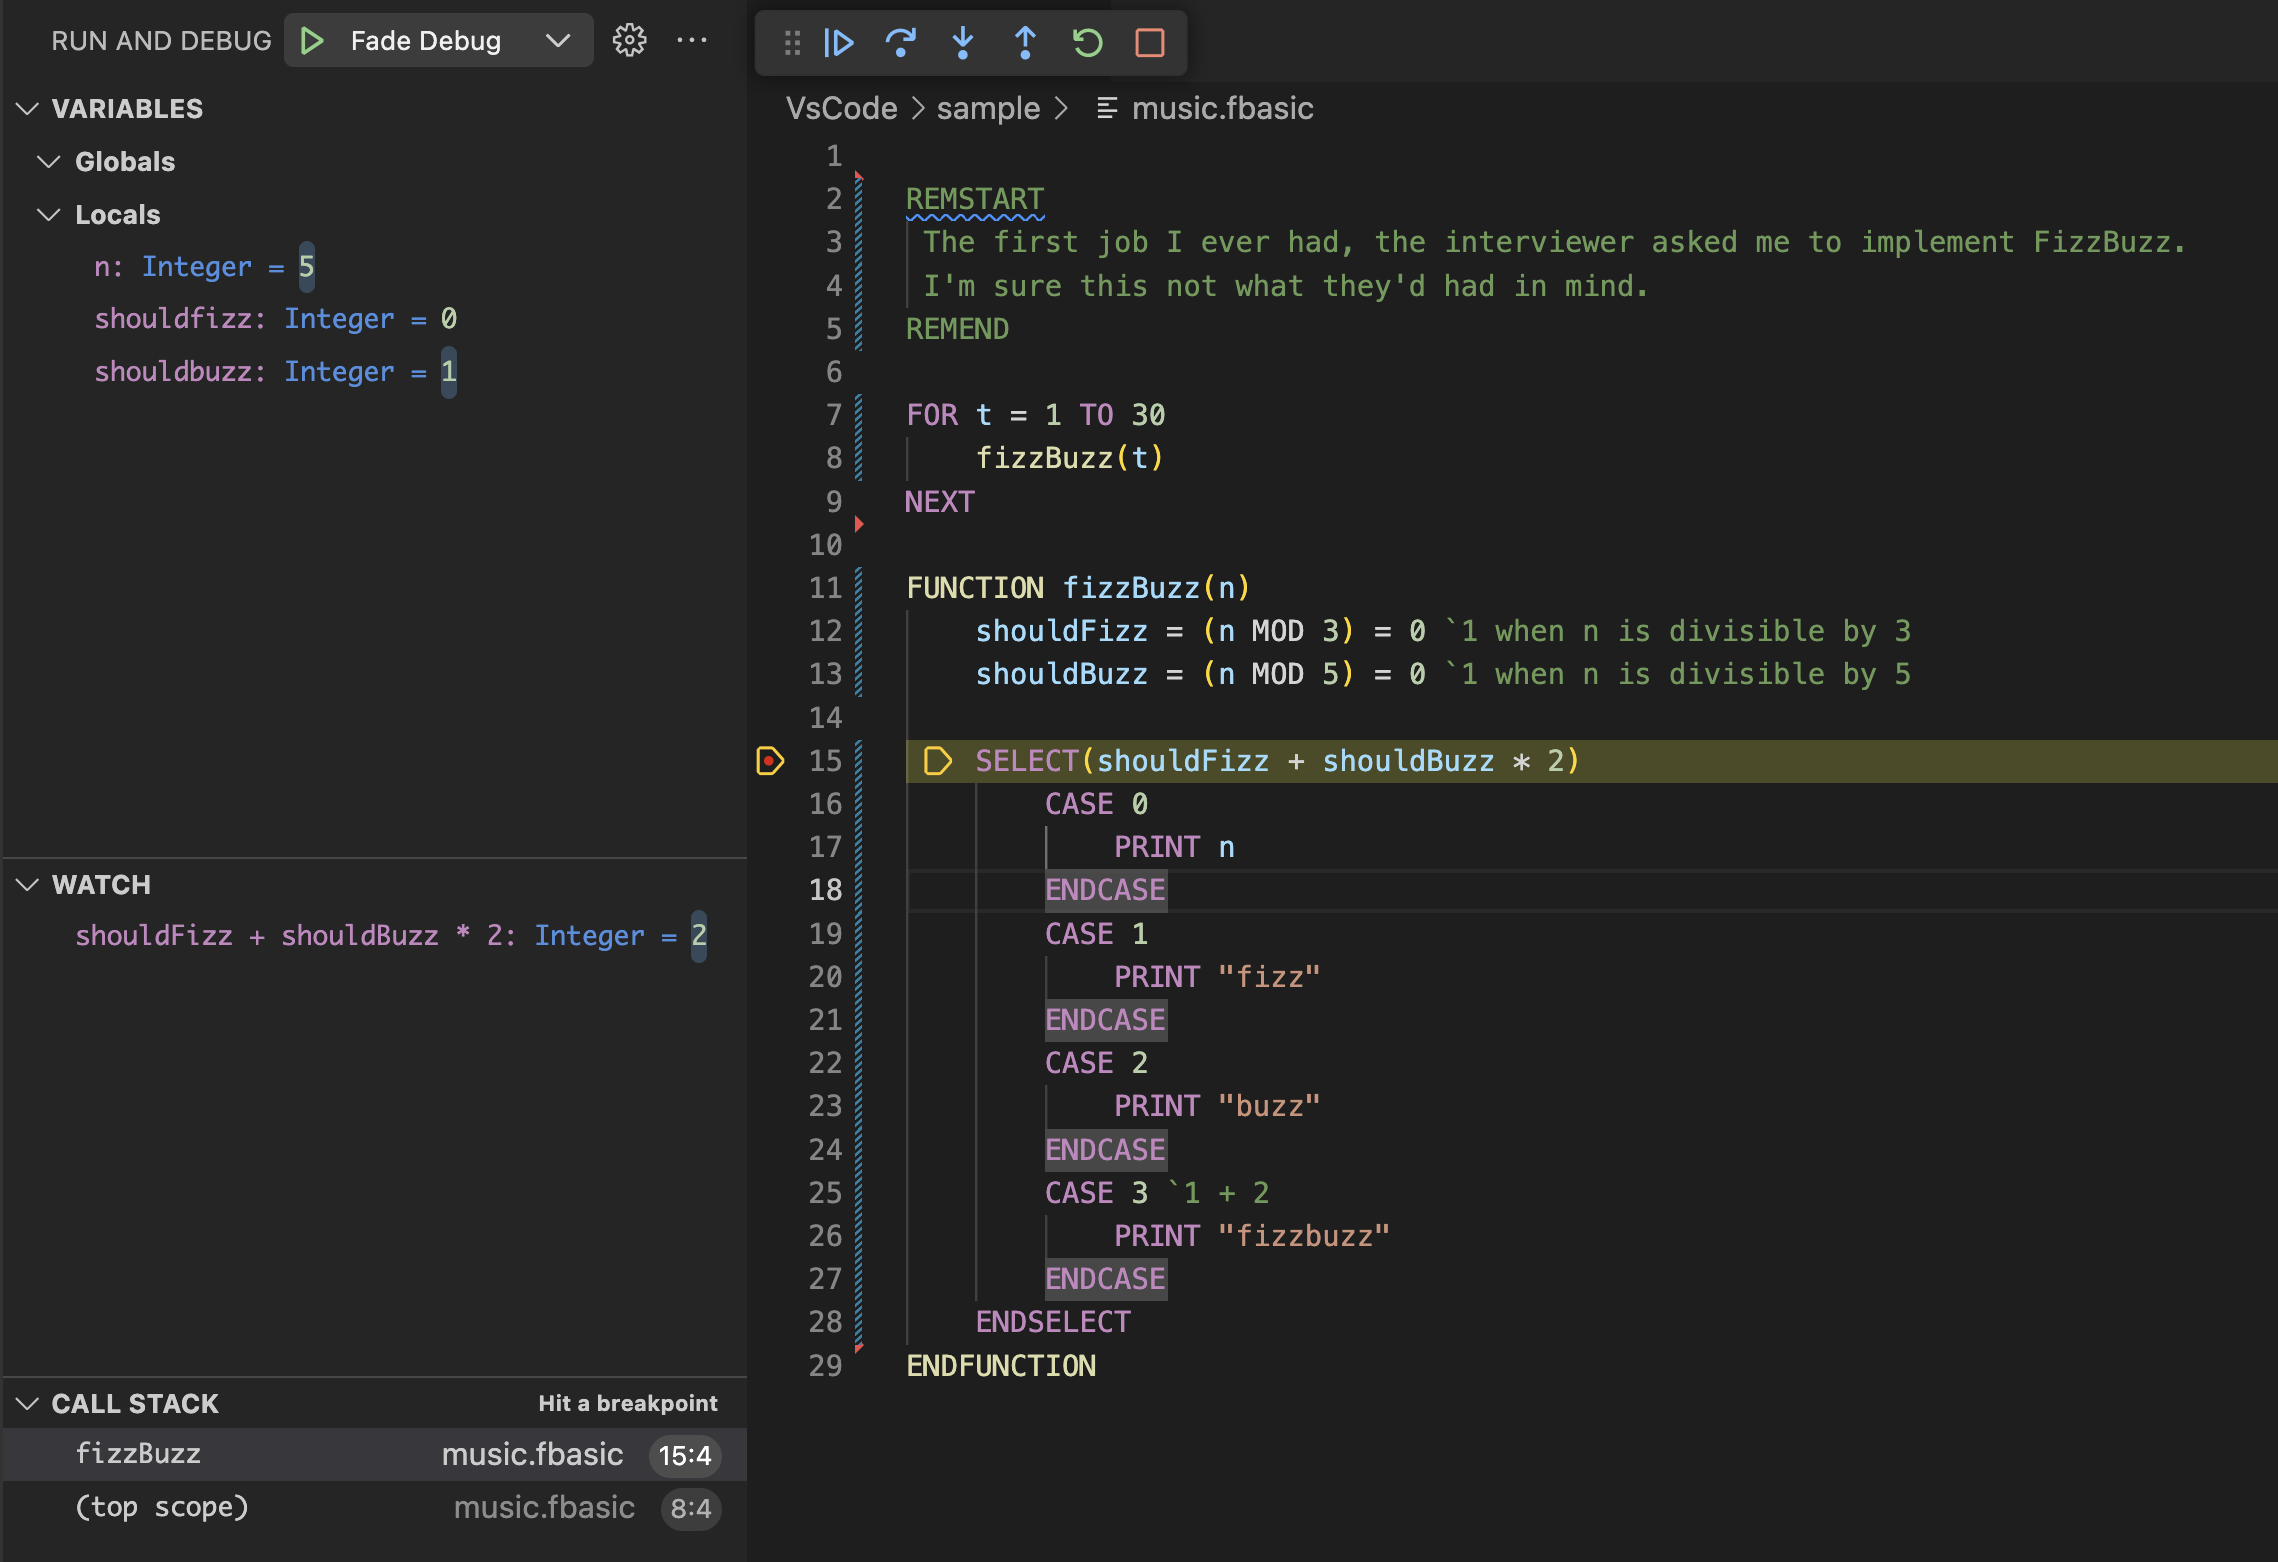 RUN AND DEBUG Fade Debug
VARIABLES
Globals
Locals
n: Integer = 5
shouldfizz: Integer = 0
shouldbuzz: Integer = 1
WATCH
shouldFizz + shouldBuzz * 2: Integer = 2
CALL STACK Hit a breakpoint
fizzBuzz music.fbasic 15:4
(top scope) music.fbasic 8:4
VsCode > sample > music.fbasic
1
2 REMSTART
3 The first job I ever had, the interviewer asked me to implement FizzBuzz.
4 I'm sure this not what they'd had in mind.
5 REMEND
6
7 FOR t = 1 TO 30
8 fizzBuzz(t)
9 NEXT
10
11 FUNCTION fizzBuzz(n)
12 shouldFizz = (n MOD 3) = 0 `1 when n is divisible by 3
13 shouldBuzz = (n MOD 5) = 0 `1 when n is divisible by 5
14
15 SELECT(shouldFizz + shouldBuzz * 2)
16 CASE 0
17 PRINT n
18 ENDCASE
19 CASE 1
20 PRINT "fizz"
21 ENDCASE
22 CASE 2
23 PRINT "buzz"
24 ENDCASE
25 CASE 3 `1 + 2
26 PRINT "fizzbuzz"
27 ENDCASE
28 ENDSELECT
29 ENDFUNCTION